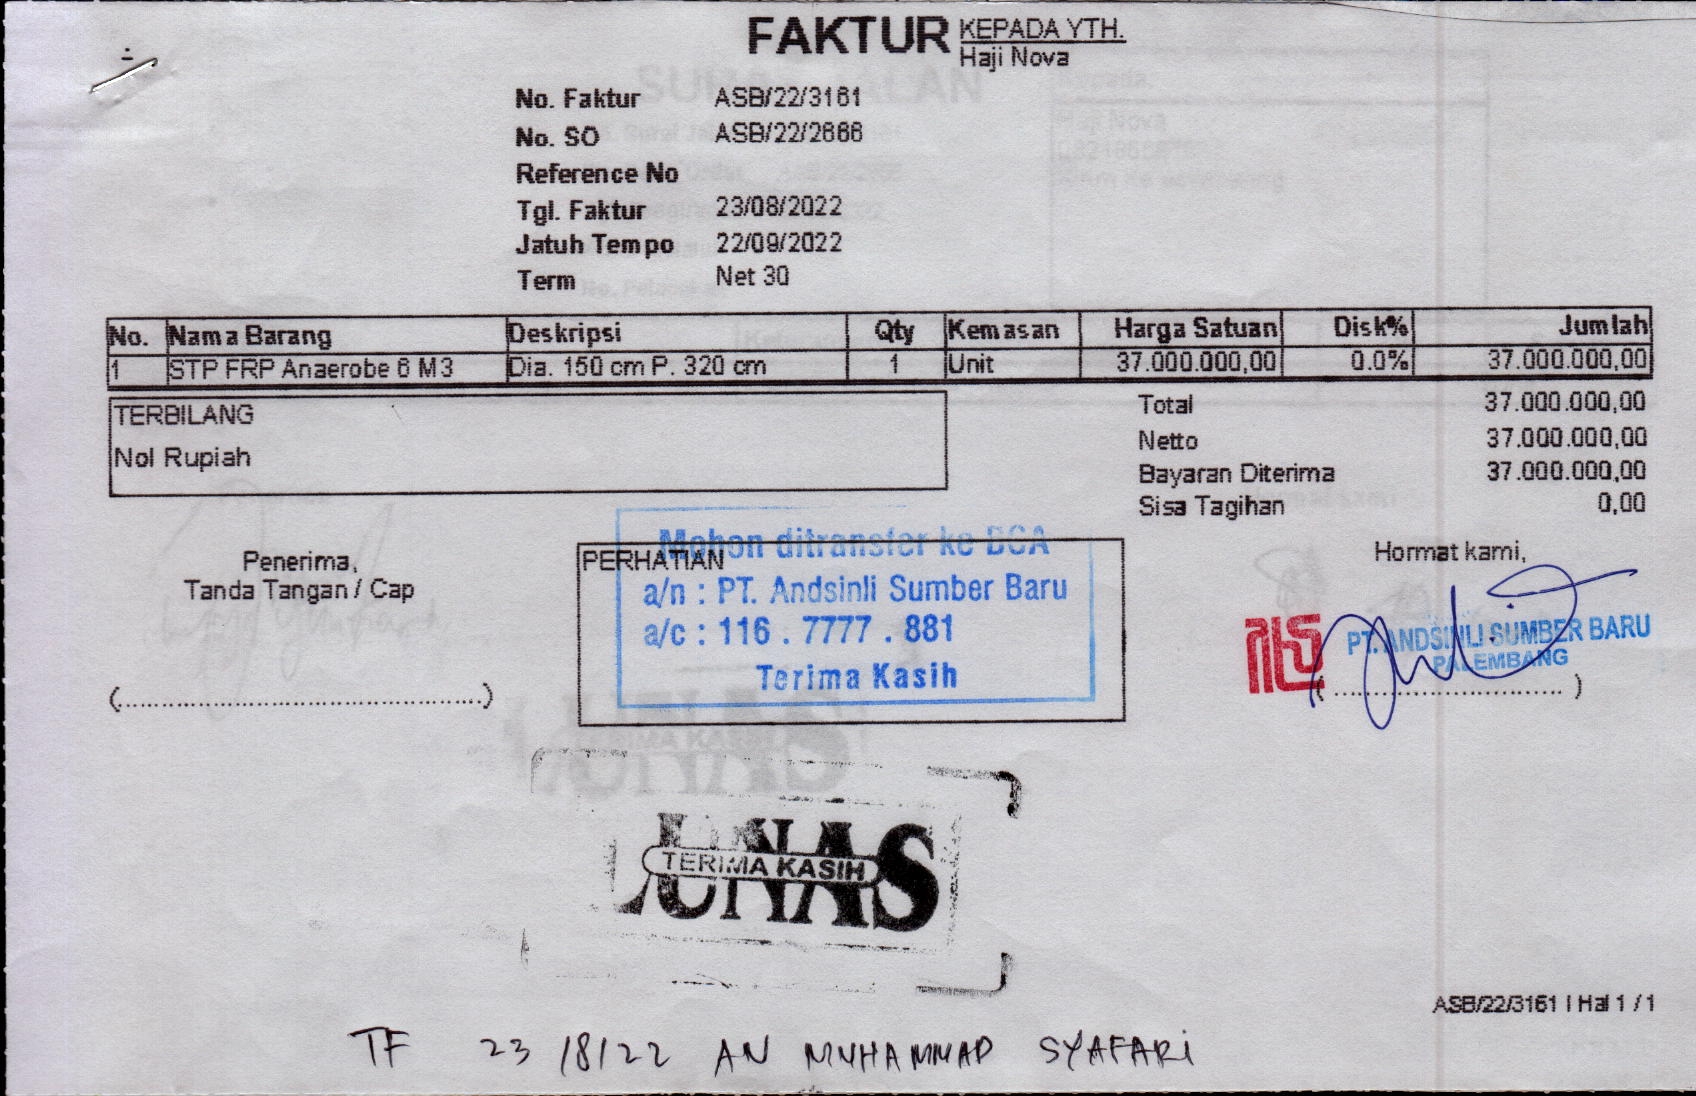 FAKTUR
KEPADA YTH.
Haji Nova
No. Faktur ASB/22/3161
No. SO ASB/22/2666
Reference No
Tgl. Faktur 23/08/2022
Jatuh Tempo 22/09/2022
Term Net 30
No. Nama Barang Deskripsi Qty Kemasan Harga Satuan Disk% Jumlah
1 STP FRP Anaerobe 6 M3 Dia. 150 cm P. 320 cm 1 Unit 37.000.000,00 0.0% 37.000.000,00
TERBILANG
Nol Rupiah
Total 37.000.000,00
Netto 37.000.000,00
Bayaran Diterima 37.000.000,00
Sisa Tagihan 0,00
Penerima,
Tanda Tangan / Cap
(................................................)
PERHATIAN
Mohon ditransfer ke BCA
a/n : PT. Andsinli Sumber Baru
a/c : 116 . 7777 . 881
Terima Kasih
Hormat kami,
PT. ANDSINLI SUMBER BARU
PALEMBANG
( .............................. )
LUNAS
TERIMA KASIH
ASB/22/3161 | Hal 1 / 1
TF 23/8/22 AN MUHAMMAD SYAFARI